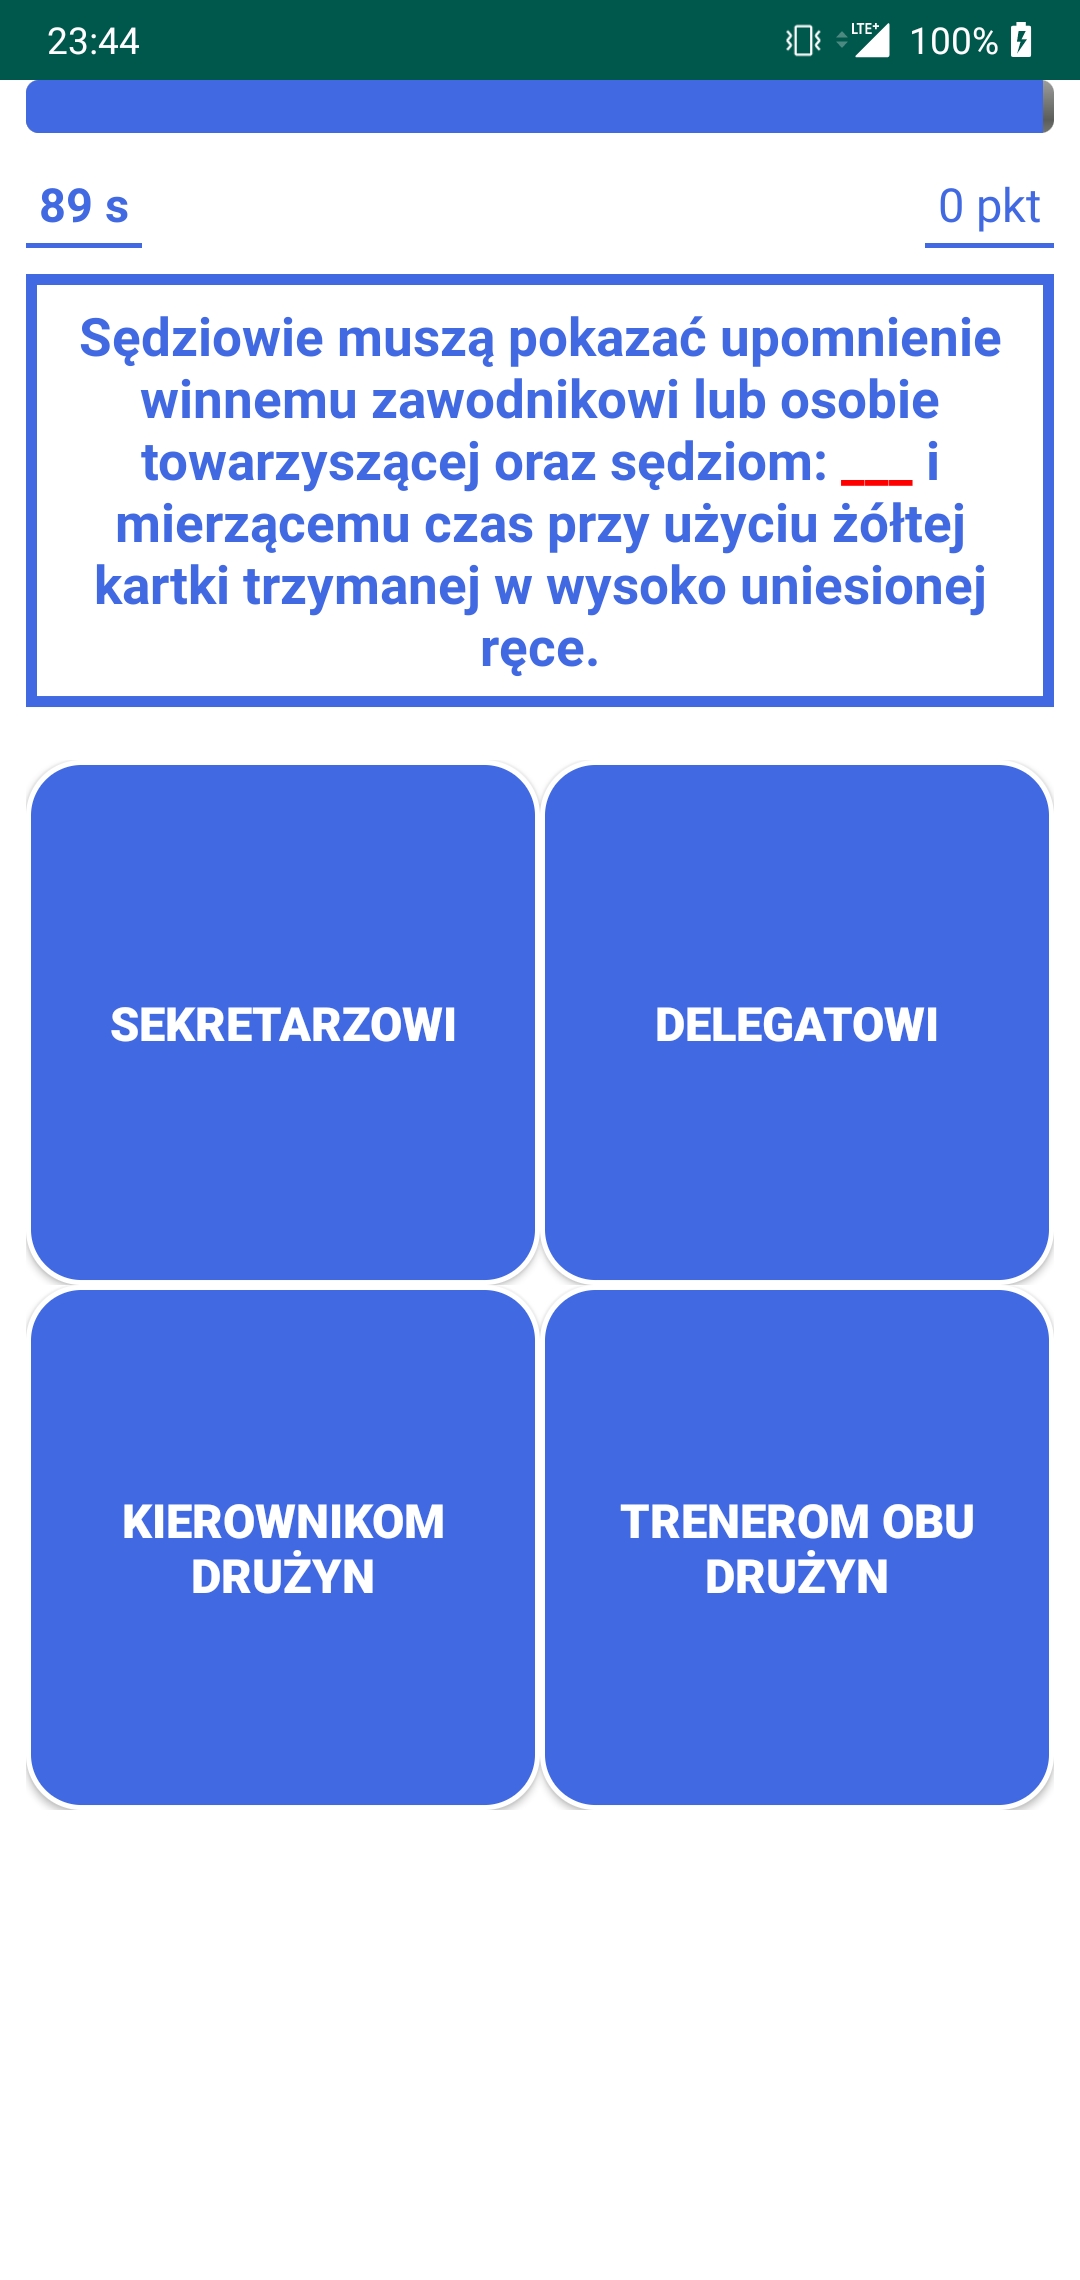 23:44
LTE+ 100%
89 s
0 pkt
Sędziowie muszą pokazać upomnienie
winnemu zawodnikowi lub osobie
towarzyszącej oraz sędziom: ___ i
mierzącemu czas przy użyciu żółtej
kartki trzymanej w wysoko uniesionej
ręce.
SEKRETARZOWI
DELEGATOWI
KIEROWNIKOM
DRUŻYN
TRENEROM OBU
DRUŻYN